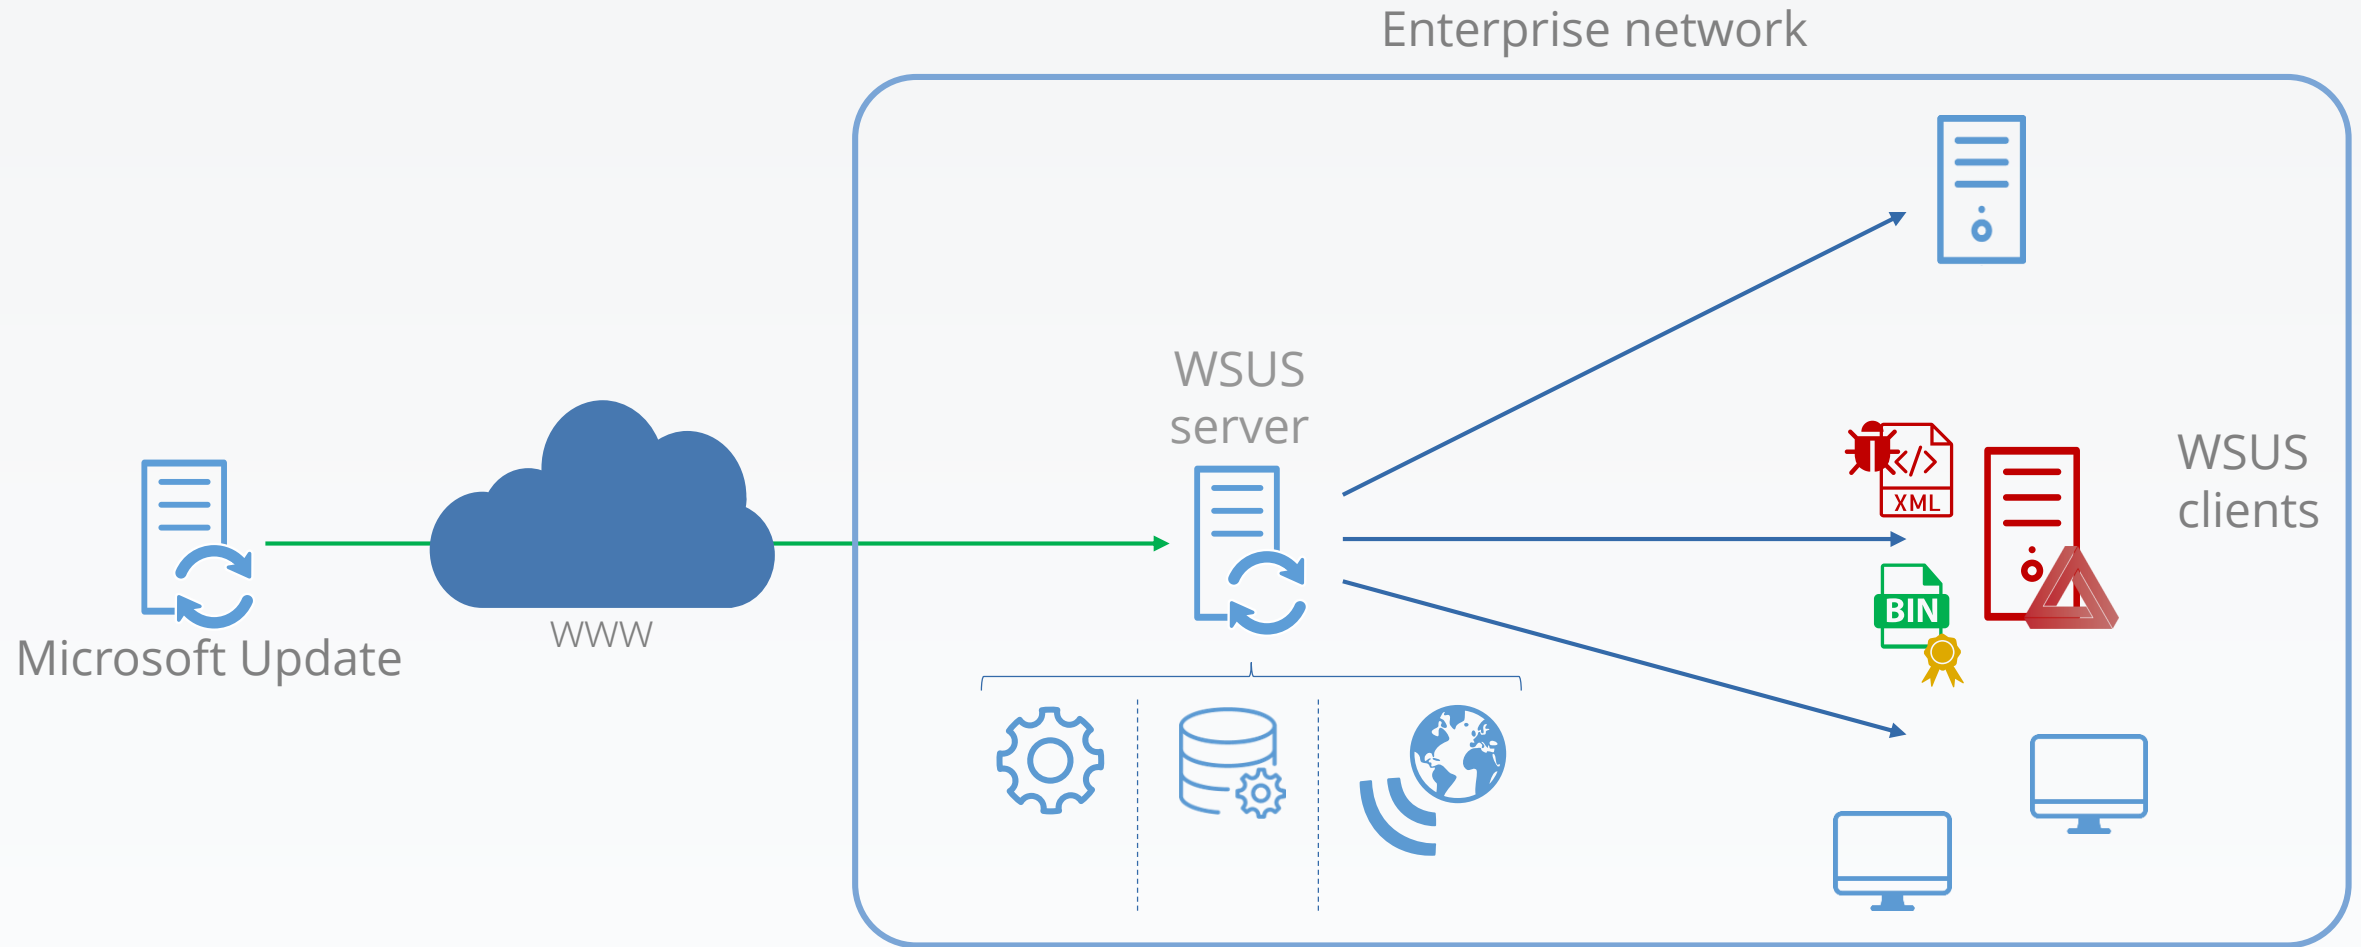 Enterprise network
WSUS
server
WSUS
clients
XML
BIN
WWW
Microsoft Update